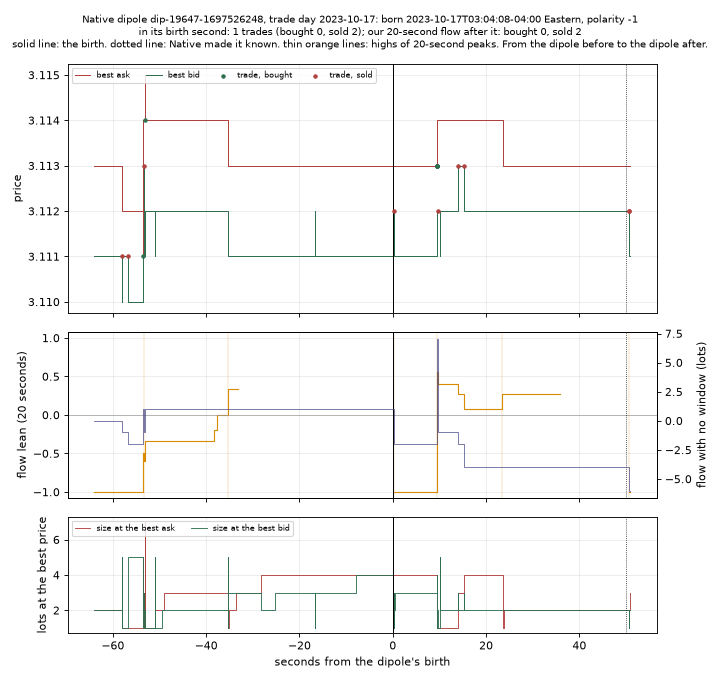 Native dipole dip-19647-1697526248, trade day 2023-10-17: born 2023-10-17T03:04:08-04:00 Eastern, polarity -1
in its birth second: 1 trades (bought 0, sold 2); our 20-second flow after it: bought 0, sold 2
solid line: the birth. dotted line: Native made it known. thin orange lines: highs of 20-second peaks. From the dipole before to the dipole after.
best ask
best bid
trade, bought
trade, sold
3.115
3.114
3.113
3.112
3.111
3.110
price
1.0
0.5
0.0
−0.5
−1.0
flow lean (20 seconds)
7.5
5.0
2.5
0.0
−2.5
−5.0
flow with no window (lots)
size at the best ask
size at the best bid
6
4
2
lots at the best price
−60
−40
−20
0
20
40
seconds from the dipole's birth